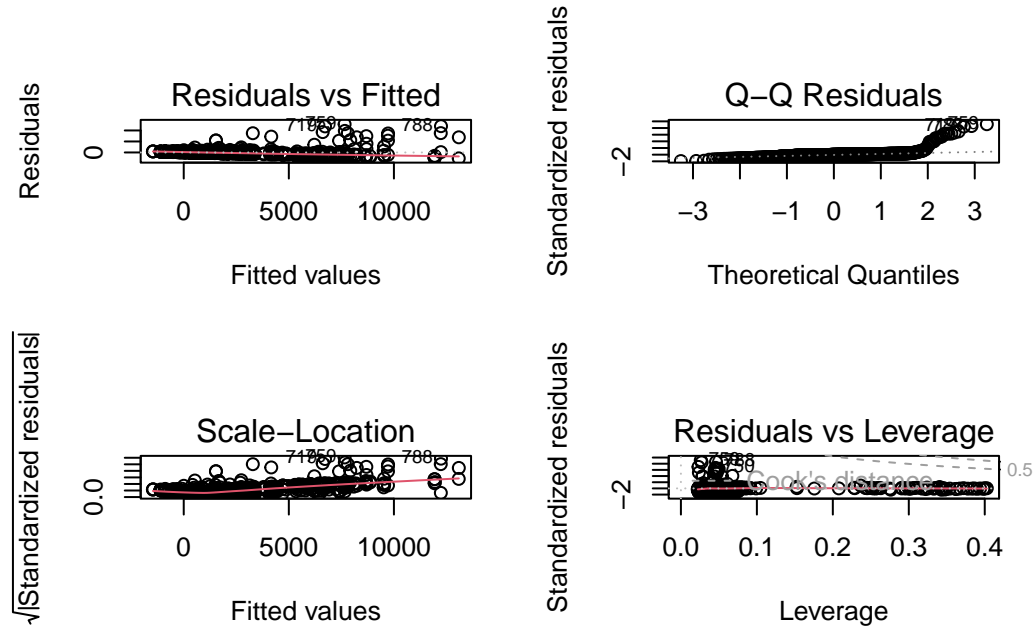 Residuals vs Fitted
Residuals
0
788
0 5000 10000
Fitted values
Q−Q Residuals
Standardized residuals
−2
−3 −1 0 1 2 3
Theoretical Quantiles
Scale−Location
√|Standardized residuals|
0.0
788
0 5000 10000
Fitted values
Residuals vs Leverage
Standardized residuals
−2
Cook's distance
0.5
0.0 0.1 0.2 0.3 0.4
Leverage